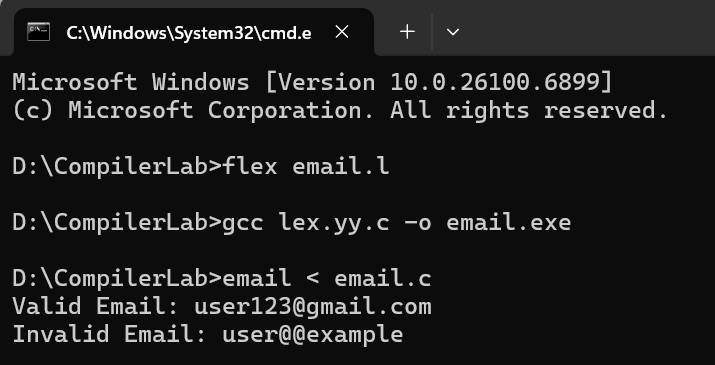 C:\Windows\System32\cmd.e
Microsoft Windows [Version 10.0.26100.6899]
(c) Microsoft Corporation. All rights reserved.
D:\CompilerLab>flex email.l
D:\CompilerLab>gcc lex.yy.c -o email.exe
D:\CompilerLab>email < email.c
Valid Email: user123@gmail.com
Invalid Email: user@@example